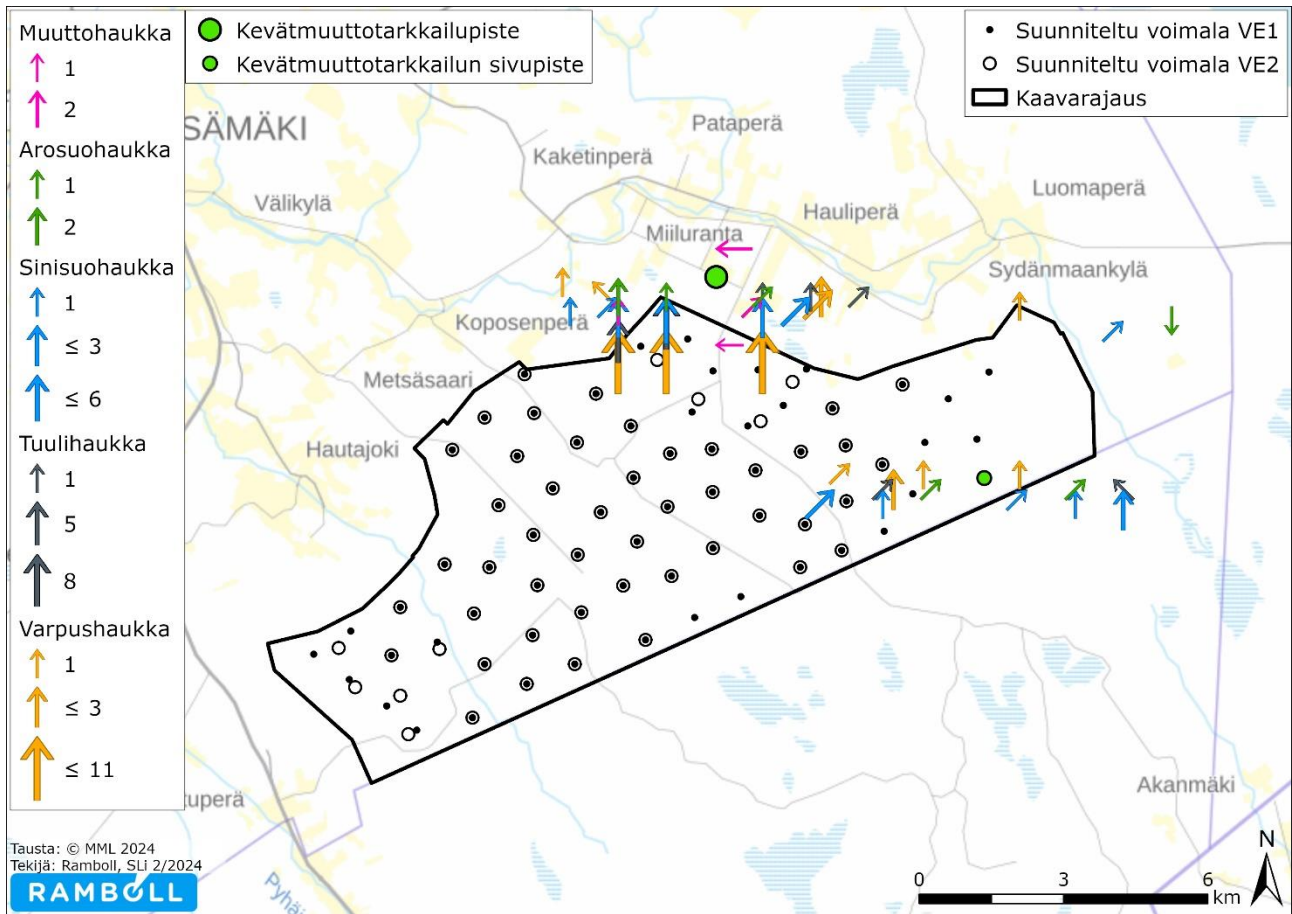 Muuttohaukka
1
2
Arosuohaukka
1
2
Sinisuohaukka
1
≤ 3
≤ 6
Tuulihaukka
1
5
8
Varpushaukka
1
≤ 3
≤ 11
Kevätmuuttotarkkailupiste
Kevätmuuttotarkkailun sivupiste
Suunniteltu voimala VE1
Suunniteltu voimala VE2
Kaavarajaus
SÄMÄKI
Pataperä
Kaketinperä
Välikylä
Luomaperä
Hauliperä
Miiluranta
Sydänmaankylä
Koposenperä
Metsäsaari
Hautajoki
Akanmäki
tuperä
Pyhäj
Tausta: © MML 2024
Tekijä: Ramboll, SLi 2/2024
RAMBOLL
N
0 3 6
km